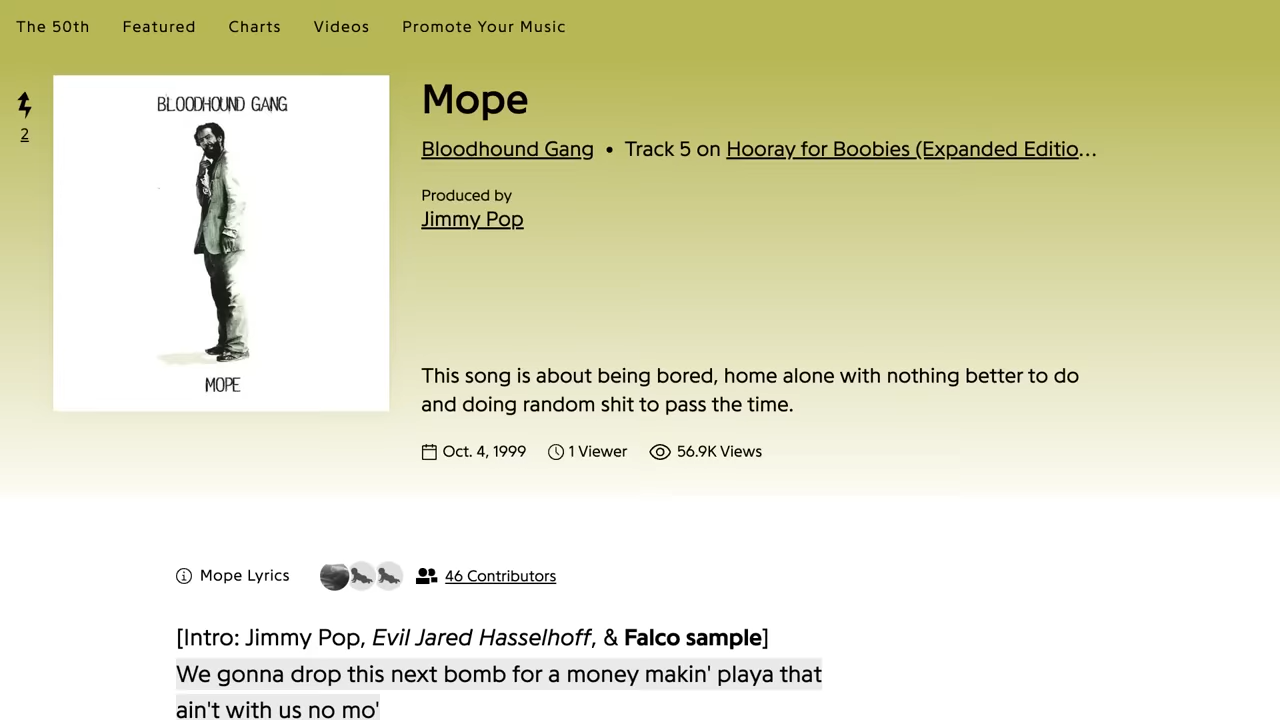 The 50th Featured Charts Videos Promote Your Music
2
BLOODHOUND GANG
MOPE
Mope
Bloodhound Gang • Track 5 on Hooray for Boobies (Expanded Editio...
Produced by
Jimmy Pop
This song is about being bored, home alone with nothing better to do
and doing random shit to pass the time.
Oct. 4, 1999 1 Viewer 56.9K Views
Mope Lyrics 46 Contributors
[Intro: Jimmy Pop, Evil Jared Hasselhoff, & Falco sample]
We gonna drop this next bomb for a money makin' playa that
ain't with us no mo'